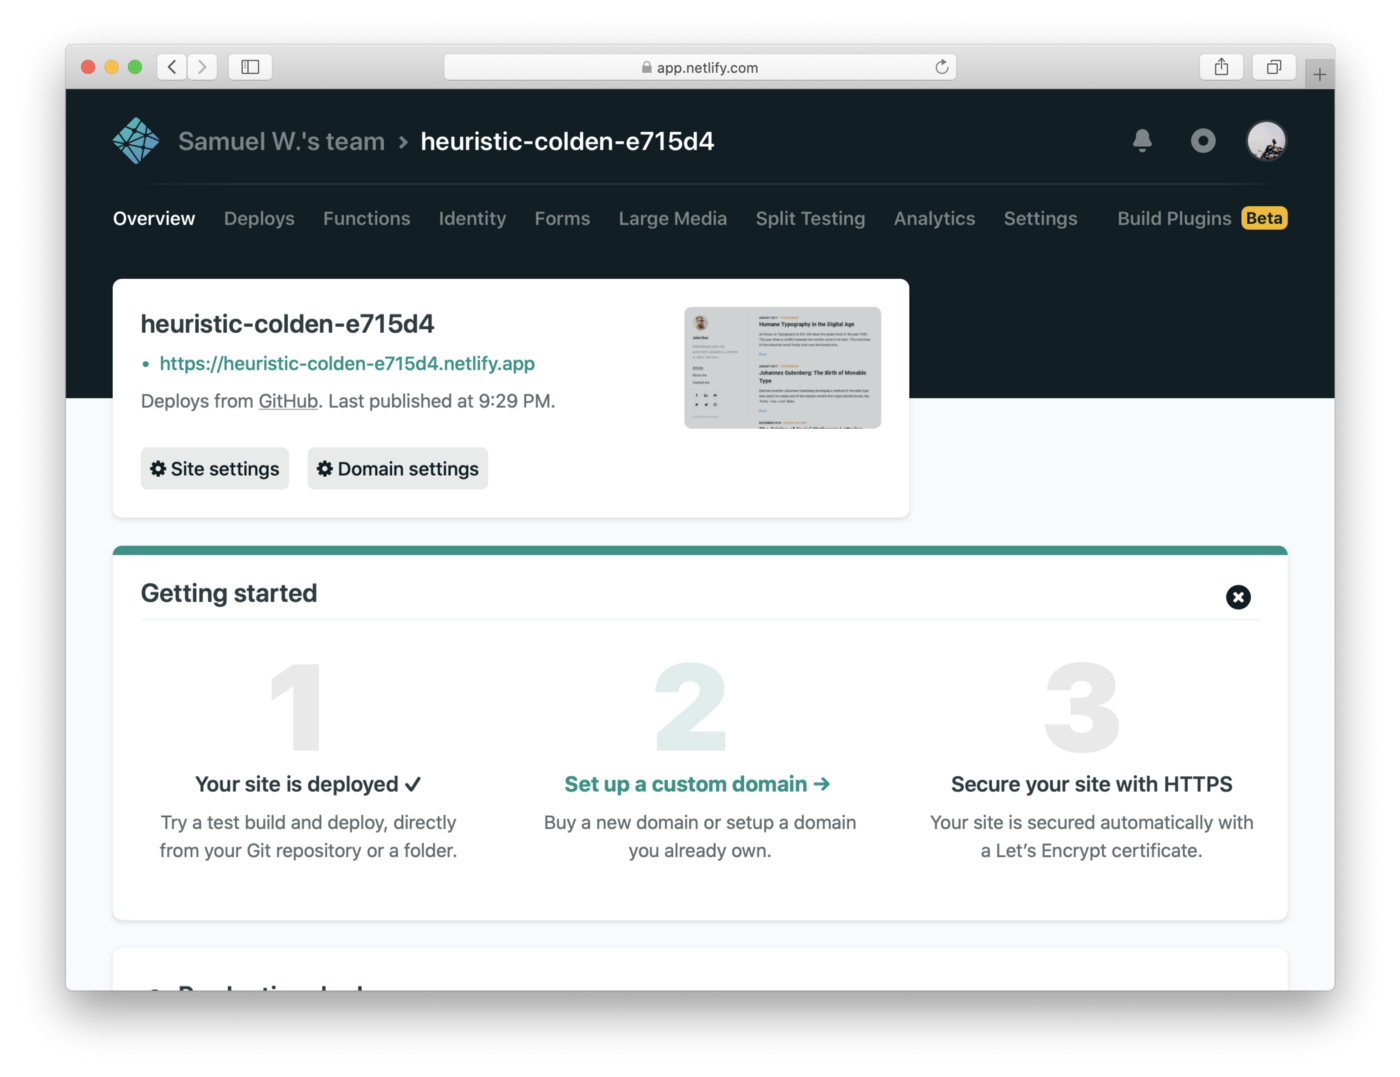 app.netlify.com
Samuel W.'s team › heuristic-colden-e715d4
Overview Deploys Functions Identity Forms Large Media Split Testing Analytics Settings Build Plugins Beta
heuristic-colden-e715d4
• https://heuristic-colden-e715d4.netlify.app
Deploys from GitHub. Last published at 9:29 PM.
Site settings Domain settings
Humane Typography in the Digital Age
Johannes Gutenberg: The Birth of Movable
Type
Getting started
1
Your site is deployed ✓
Try a test build and deploy, directly
from your Git repository or a folder.
2
Set up a custom domain →
Buy a new domain or setup a domain
you already own.
3
Secure your site with HTTPS
Your site is secured automatically with
a Let’s Encrypt certificate.